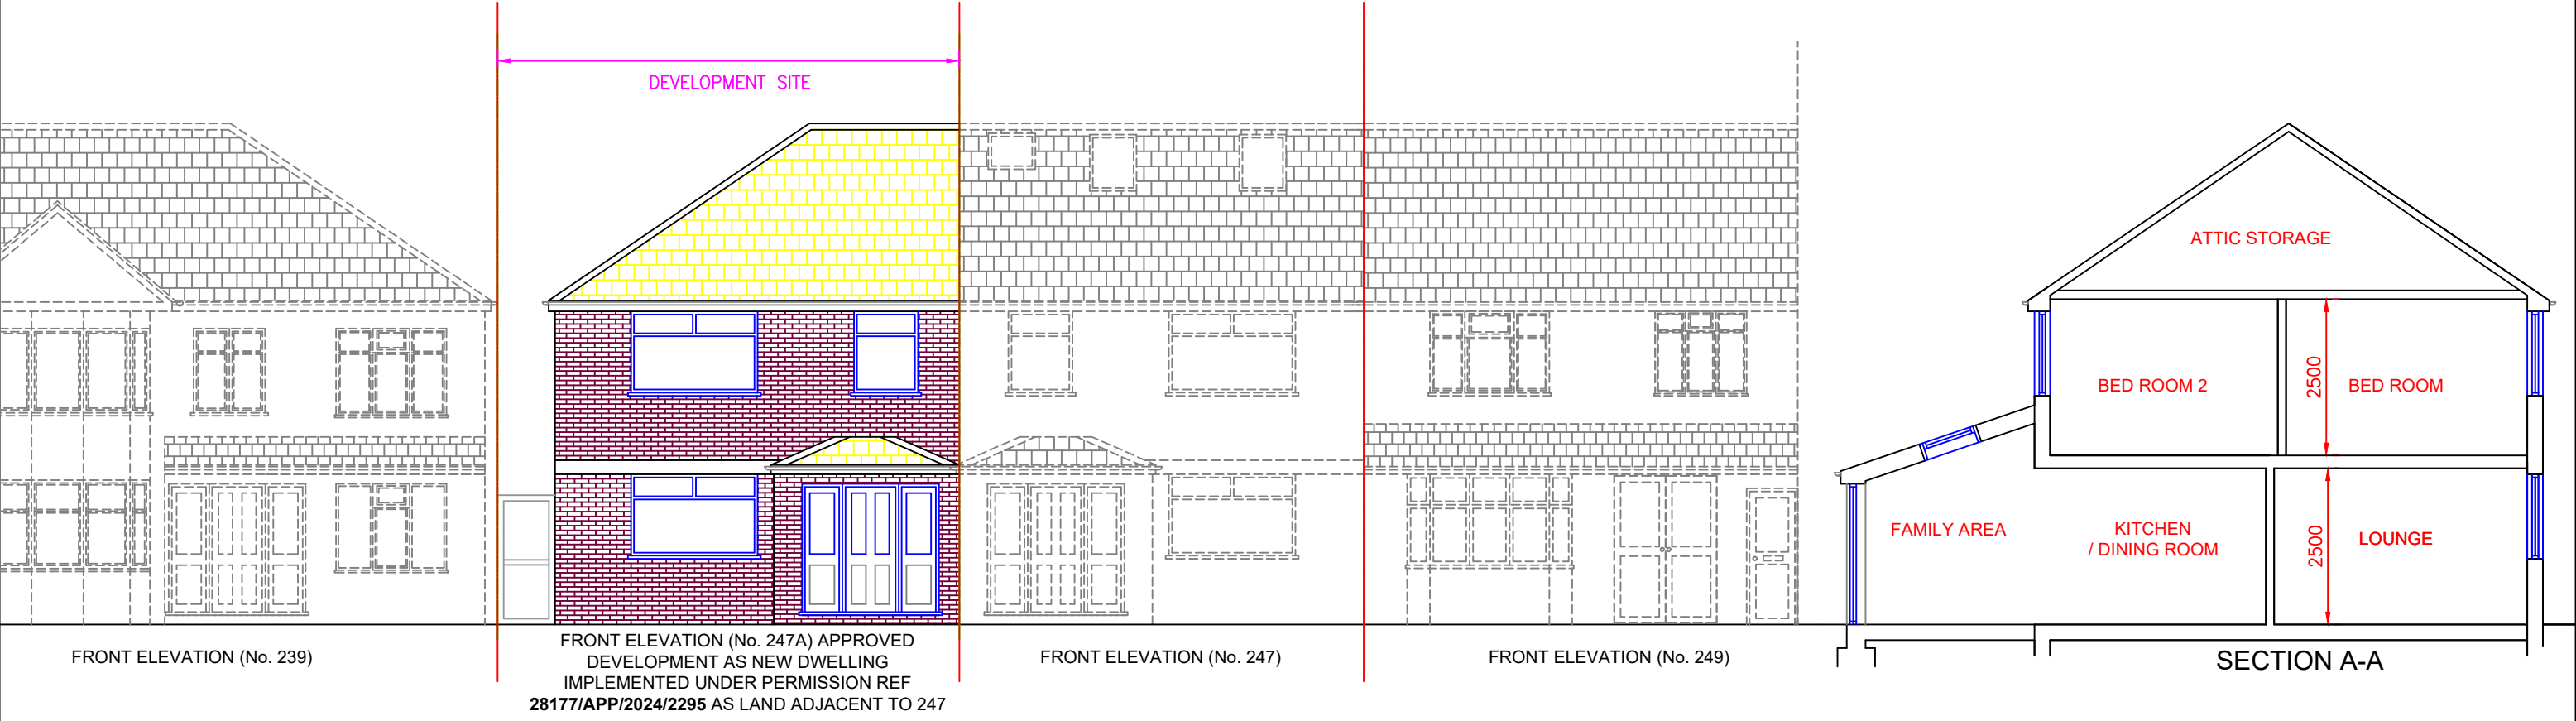 DEVELOPMENT SITE
FRONT ELEVATION (No. 239)
FRONT ELEVATION (No. 247A) APPROVED
DEVELOPMENT AS NEW DWELLING
IMPLEMENTED UNDER PERMISSION REF
28177/APP/2024/2295 AS LAND ADJACENT TO 247
FRONT ELEVATION (No. 247)
FRONT ELEVATION (No. 249)
ATTIC STORAGE
BED ROOM 2
2500
BED ROOM
FAMILY AREA
KITCHEN
/ DINING ROOM
2500
LOUNGE
SECTION A-A